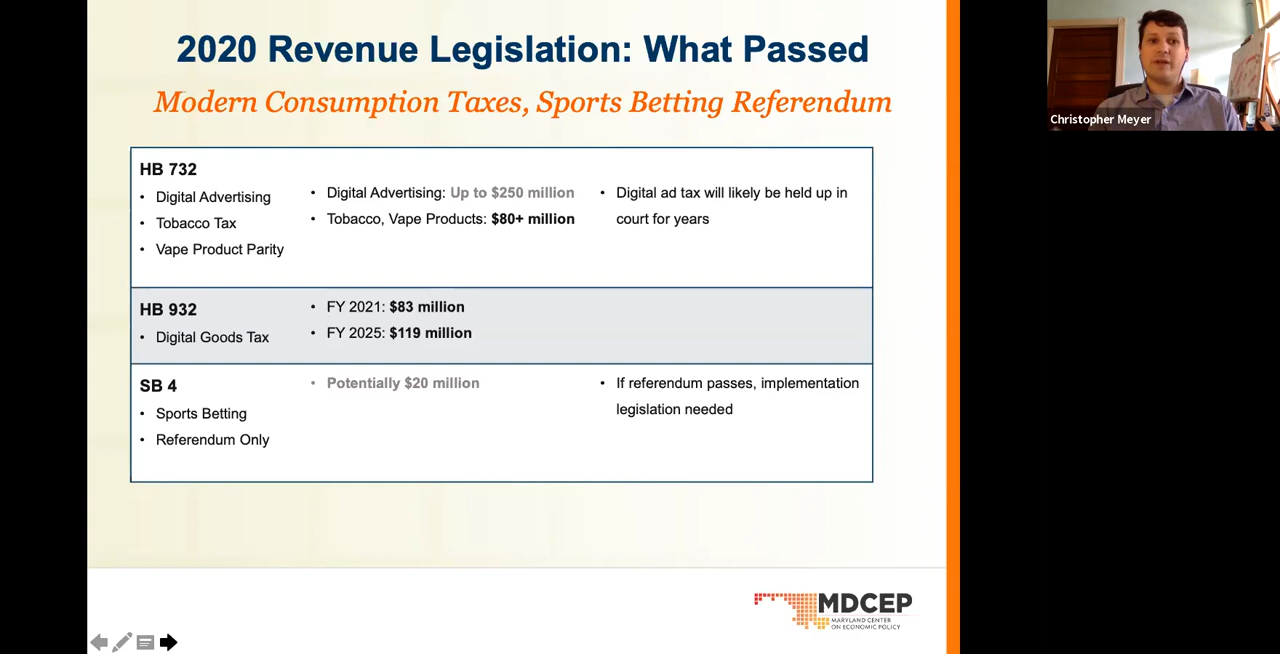 2020 Revenue Legislation: What Passed
Modern Consumption Taxes, Sports Betting Referendum
HB 732
• Digital Advertising
• Tobacco Tax
• Vape Product Parity
• Digital Advertising: Up to $250 million
• Tobacco, Vape Products: $80+ million
• Digital ad tax will likely be held up in
court for years
HB 932
• Digital Goods Tax
• FY 2021: $83 million
• FY 2025: $119 million
SB 4
• Sports Betting
• Referendum Only
• Potentially $20 million
• If referendum passes, implementation
legislation needed
MDCEP
MARYLAND CENTER
ON ECONOMIC POLICY
Christopher Meyer